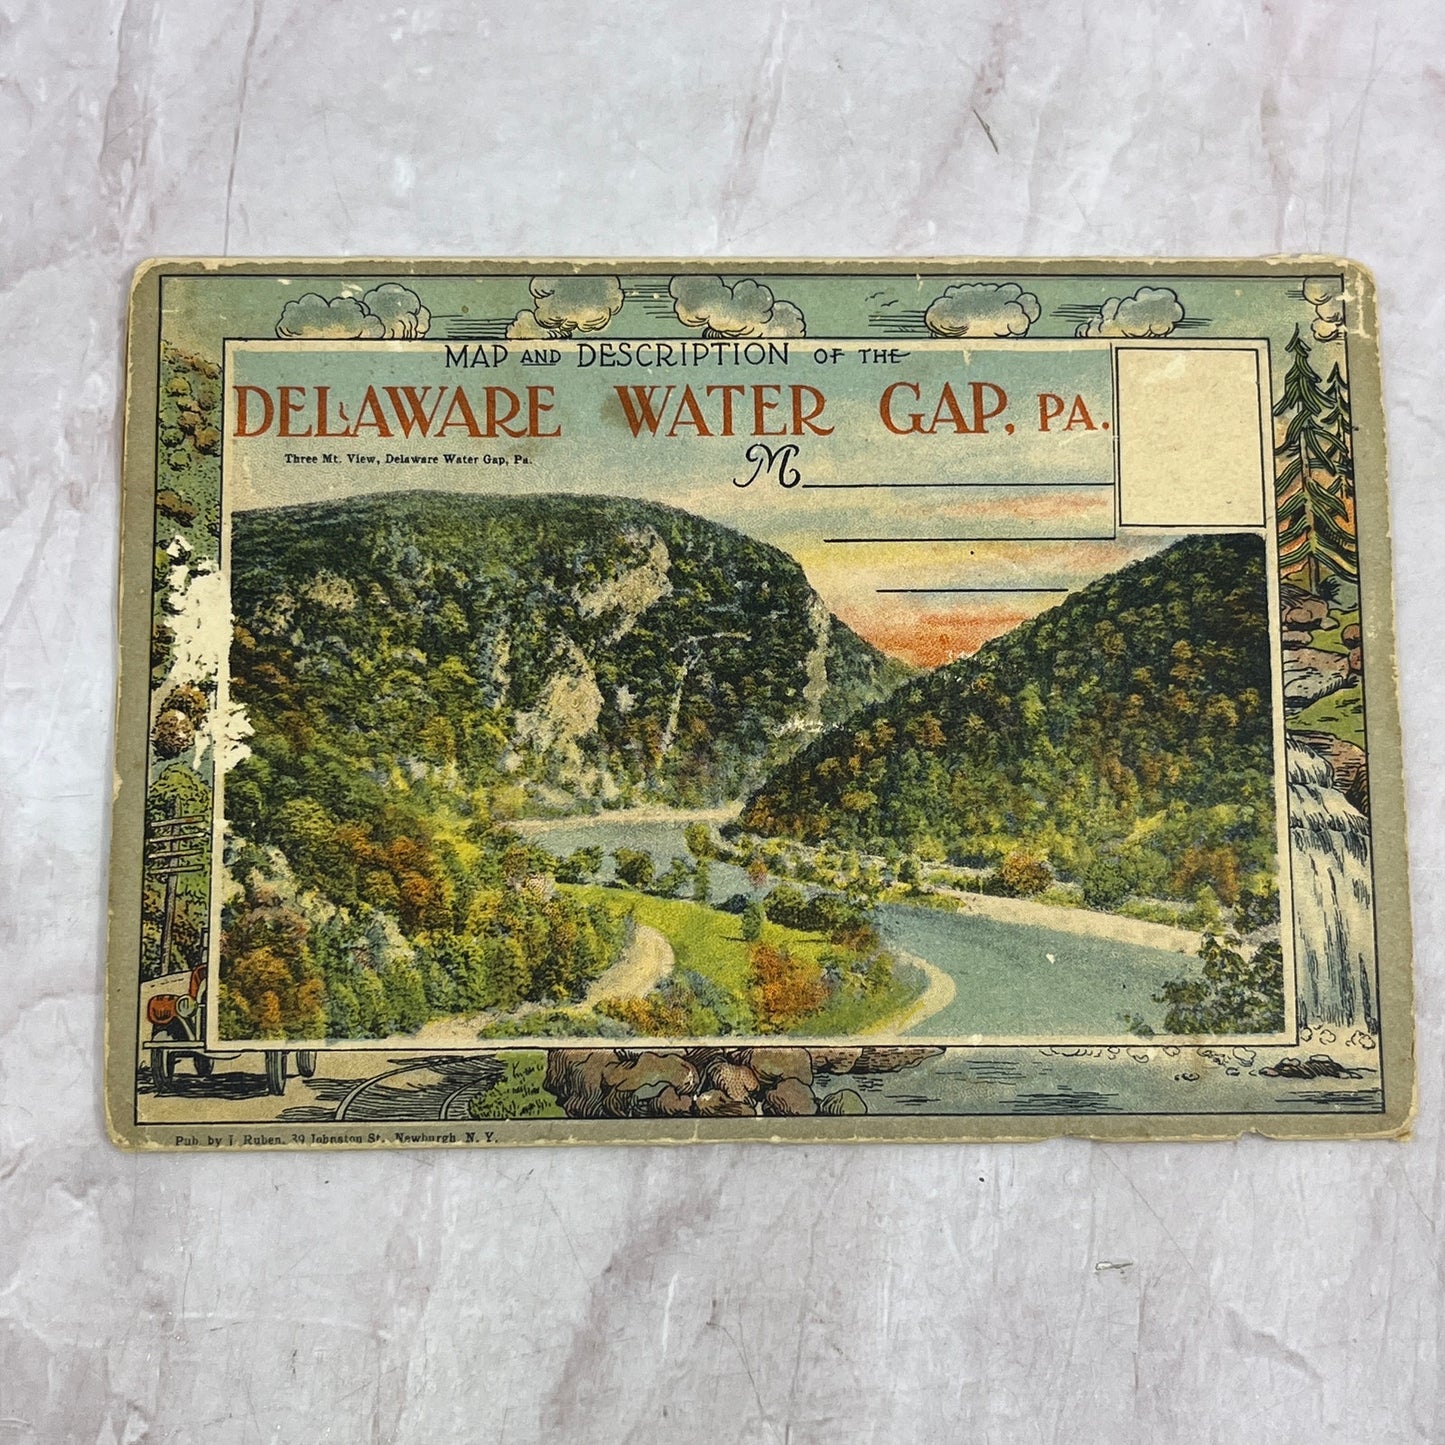 MAP AND DESCRIPTION OF THE
DELAWARE WATER GAP, PA.
Three Mt. View, Delaware Water Gap, Pa.
M
Pub. by J. Ruben, 39 Johnston St., Newburgh, N. Y.